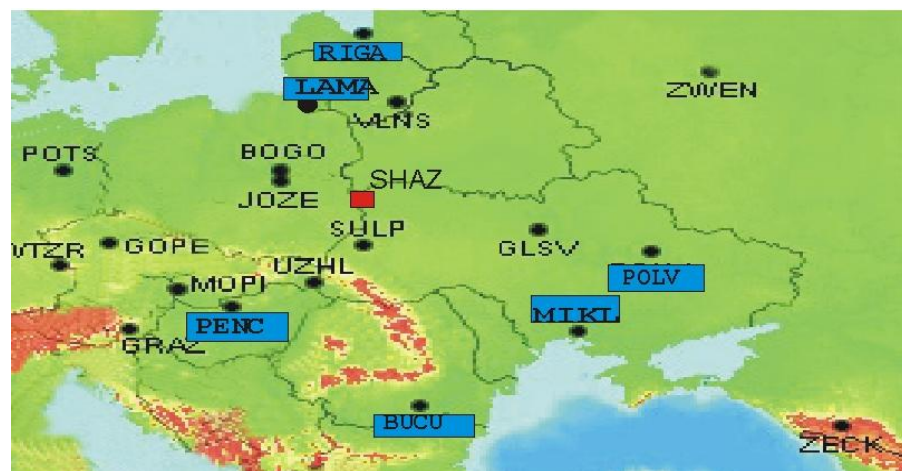 RIGA
LAMA
ZWEN
VLNS
POTS
BOGO
SHAZ
JOZE
SULP
GLSV
WTZR
GOPE
UZHL
MOPI
POLV
MIKL
PENC
GRAZ
BUCU
ZECK